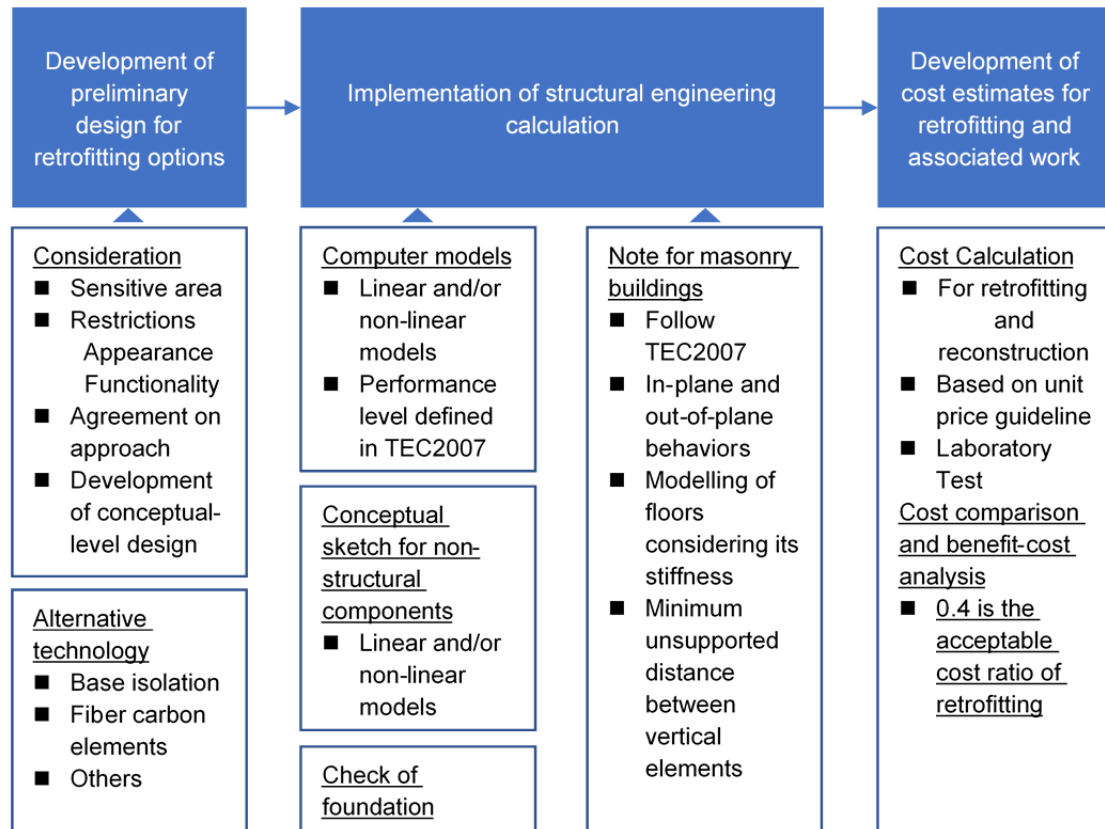 Development of
preliminary
design for
retrofitting options
Implementation of structural engineering
calculation
Development of
cost estimates for
retrofitting and
associated work
Consideration
■ Sensitive area
■ Restrictions
Appearance
Functionality
■ Agreement on
approach
■ Development
of conceptual-
level design
Alternative
technology
■ Base isolation
■ Fiber carbon
elements
■ Others
Computer models
■ Linear and/or
non-linear
models
■ Performance
level defined
in TEC2007
Conceptual
sketch for non-
structural
components
■ Linear and/or
non-linear
models
Check of
foundation
Note for masonry
buildings
■ Follow
TEC2007
■ In-plane and
out-of-plane
behaviors
■ Modelling of
floors
considering its
stiffness
■ Minimum
unsupported
distance
between
vertical
elements
Cost Calculation
■ For retrofitting
and
reconstruction
■ Based on unit
price guideline
■ Laboratory
Test
Cost comparison
and benefit-cost
analysis
■ 0.4 is the
acceptable
cost ratio of
retrofitting